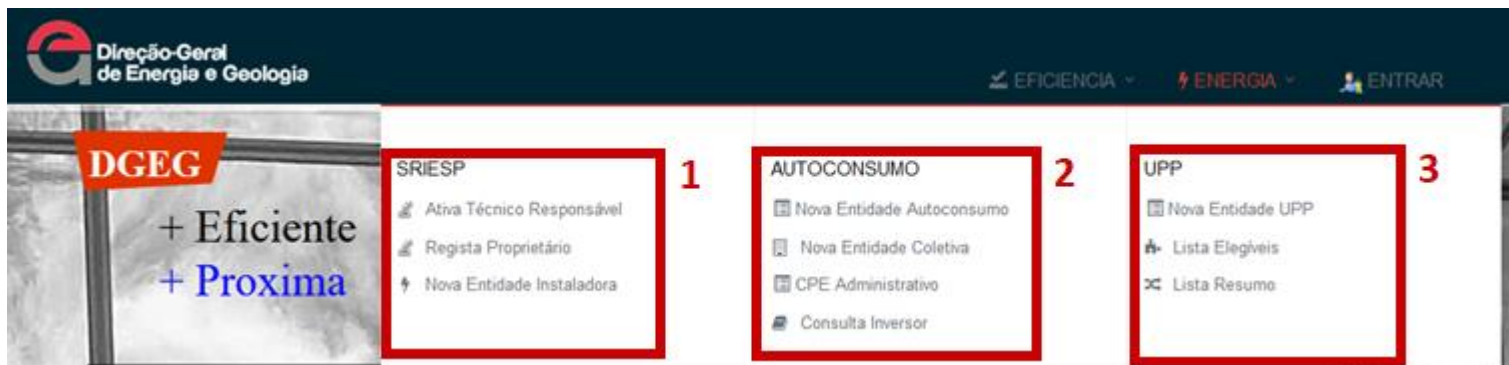 Direção-Geral
de Energia e Geologia
EFICIENCIA
ENERGIA
ENTRAR
DGEG
+ Eficiente
+ Proxima
SRIESP
Ativa Técnico Responsável
Regista Proprietário
Nova Entidade Instaladora
1
AUTOCONSUMO
Nova Entidade Autoconsumo
Nova Entidade Coletiva
CPE Administrativo
Consulta Inversor
2
UPP
Nova Entidade UPP
Lista Elegíveis
Lista Resumo
3